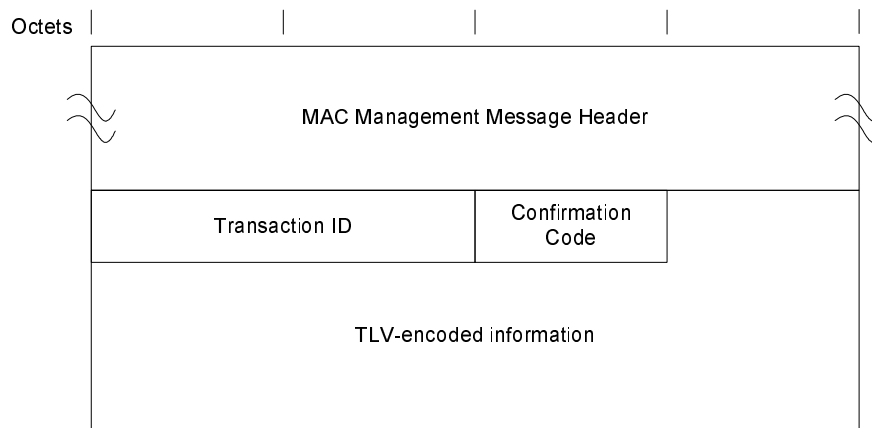 Octets
MAC Management Message Header
Transaction ID
Confirmation
Code
TLV-encoded information